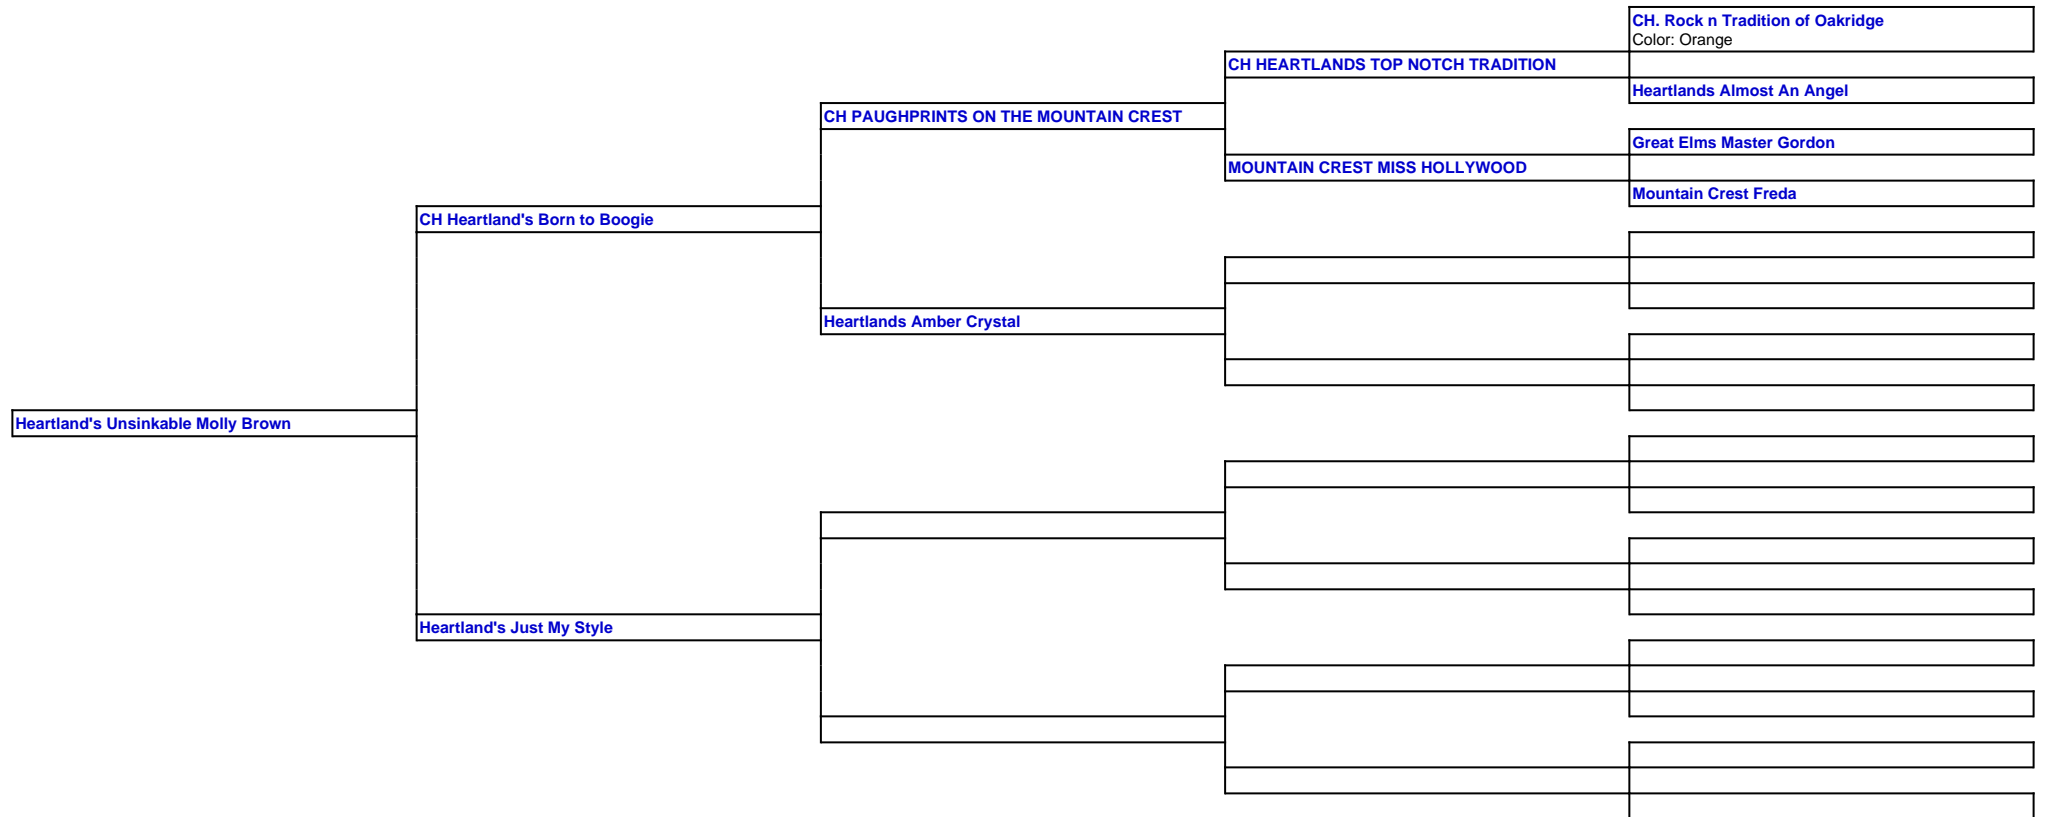 CH. Rock n Tradition of Oakridge
Color: Orange
CH HEARTLANDS TOP NOTCH TRADITION
Heartlands Almost An Angel
CH PAUGHPRINTS ON THE MOUNTAIN CREST
Great Elms Master Gordon
MOUNTAIN CREST MISS HOLLYWOOD
Mountain Crest Freda
CH Heartland's Born to Boogie
Heartlands Amber Crystal
Heartland's Unsinkable Molly Brown
Heartland's Just My Style